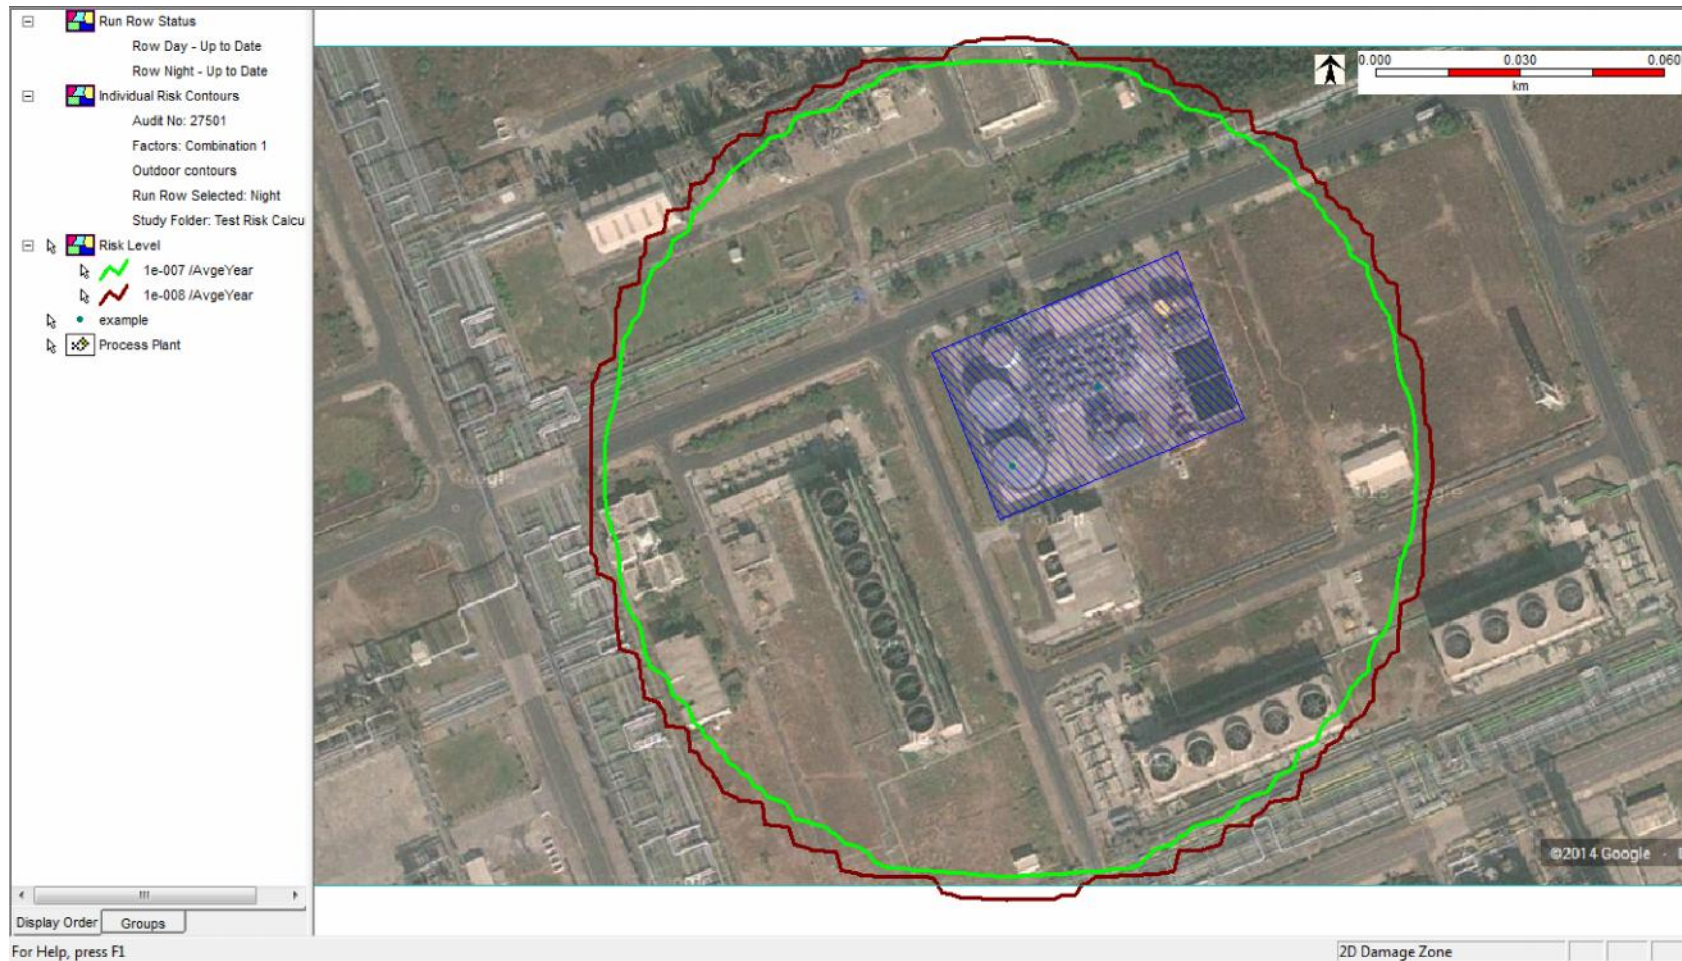 Run Row Status
Row Day - Up to Date
Row Night - Up to Date
Individual Risk Contours
Audit No: 27501
Factors: Combination 1
Outdoor contours
Run Row Selected: Night
Study Folder: Test Risk Calcu
Risk Level
1e-007 /AvgeYear
1e-008 /AvgeYear
example
Process Plant
Display Order Groups
For Help, press F1
0.000 0.030 0.060
km
Google
©2014 Google
2D Damage Zone